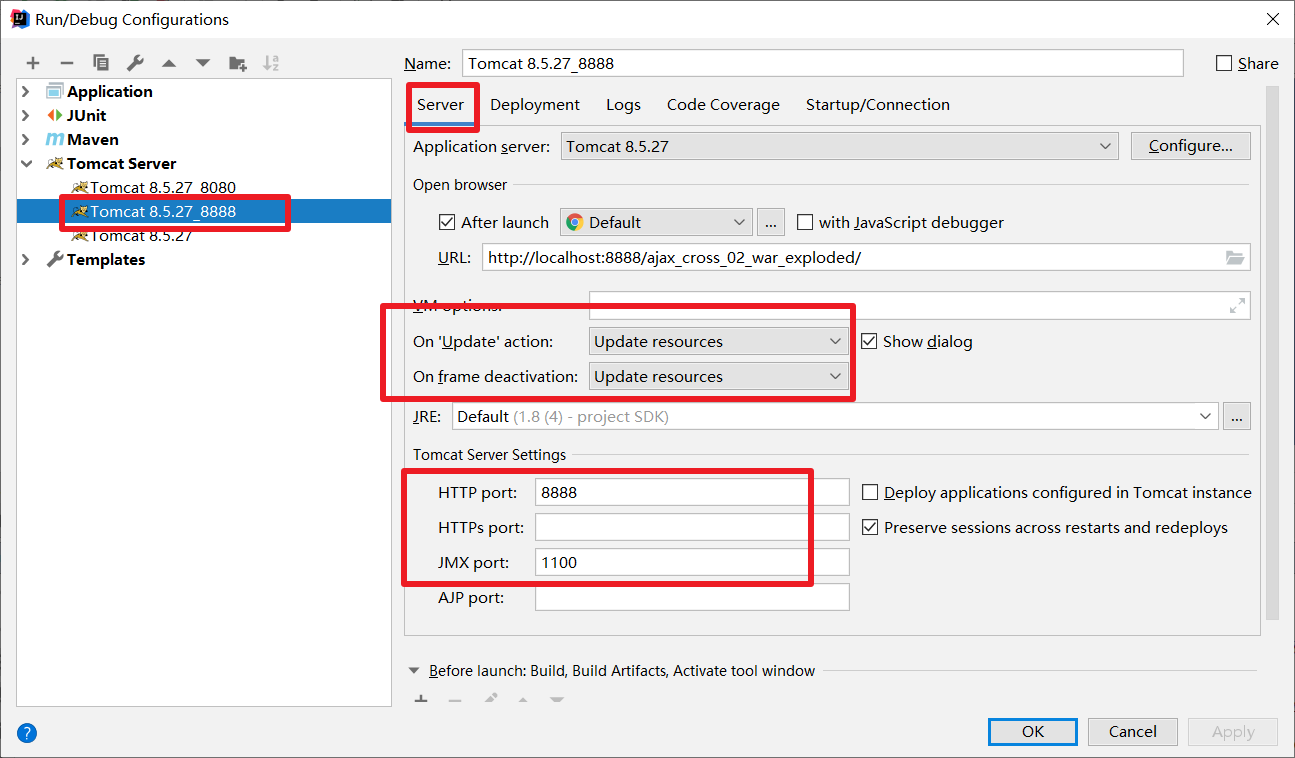 Run/Debug Configurations
Name: Tomcat 8.5.27_8888 Share
Application
JUnit
Maven
Tomcat Server
Tomcat 8.5.27_8080
Tomcat 8.5.27_8888
Tomcat 8.5.27
Templates
Server Deployment Logs Code Coverage Startup/Connection
Application server: Tomcat 8.5.27 Configure...
Open browser
After launch Default ... with JavaScript debugger
URL: http://localhost:8888/ajax_cross_02_war_exploded/
VM options:
On 'Update' action: Update resources Show dialog
On frame deactivation: Update resources
JRE: Default (1.8 (4) - project SDK) ...
Tomcat Server Settings
HTTP port: 8888 Deploy applications configured in Tomcat instance
HTTPs port: Preserve sessions across restarts and redeploys
JMX port: 1100
AJP port:
Before launch: Build, Build Artifacts, Activate tool window
? OK Cancel Apply